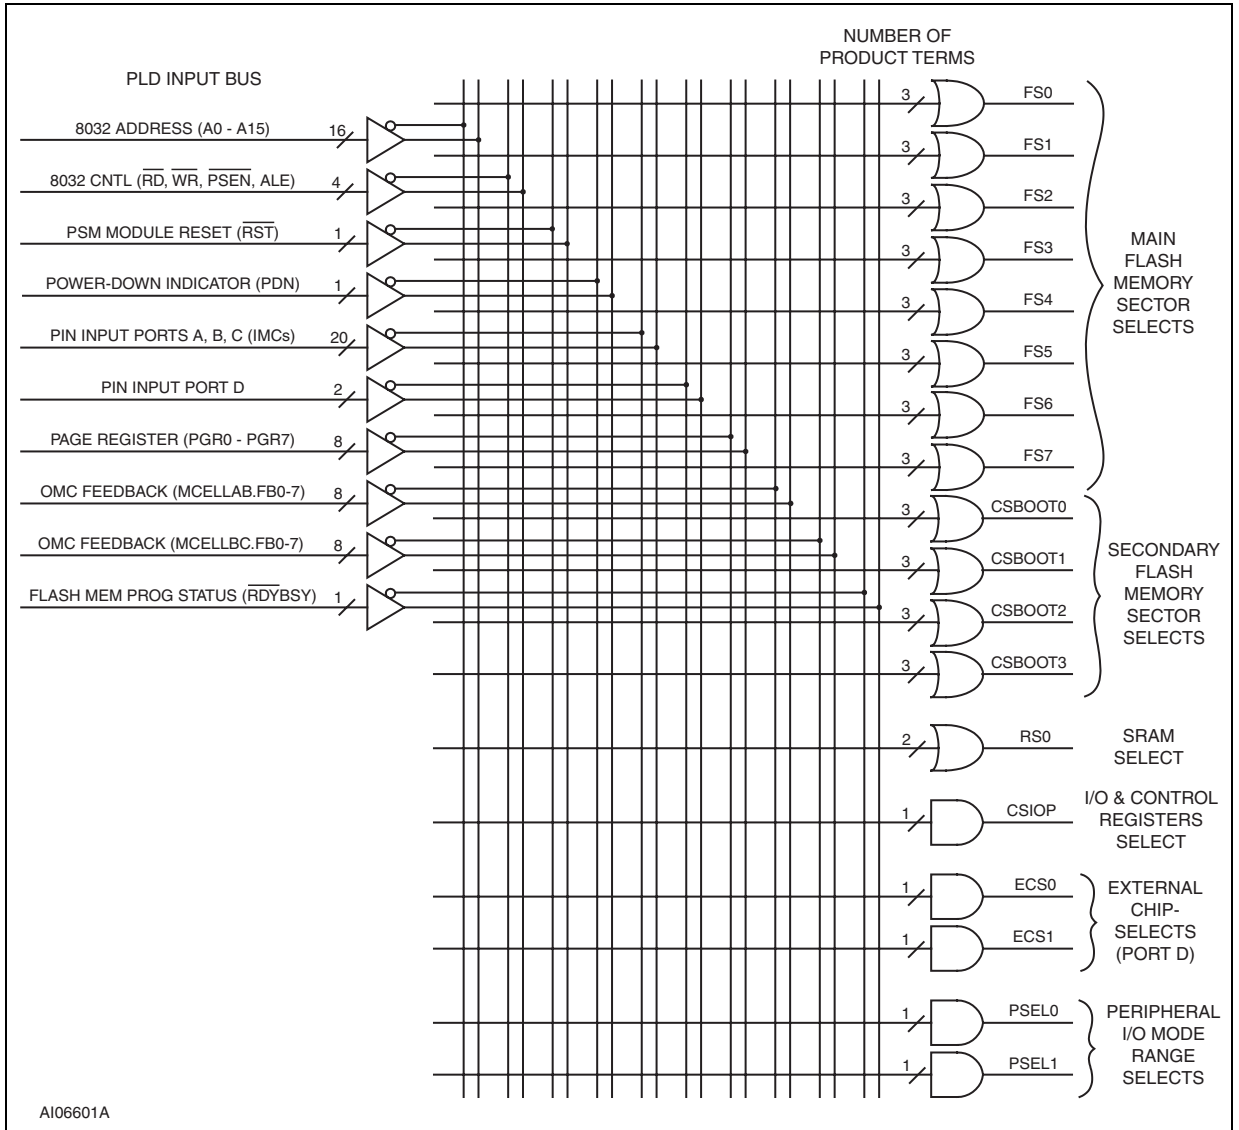 NUMBER OF
PRODUCT TERMS
PLD INPUT BUS
8032 ADDRESS (A0 - A15) 16
8032 CNTL (RD, WR, PSEN, ALE) 4
PSM MODULE RESET (RST) 1
POWER-DOWN INDICATOR (PDN) 1
PIN INPUT PORTS A, B, C (IMCs) 20
PIN INPUT PORT D 2
PAGE REGISTER (PGR0 - PGR7) 8
OMC FEEDBACK (MCELLAB.FB0-7) 8
OMC FEEDBACK (MCELLBC.FB0-7) 8
FLASH MEM PROG STATUS (RDYBSY) 1
3 FS0
3 FS1
3 FS2
3 FS3
3 FS4
3 FS5
3 FS6
3 FS7
MAIN
FLASH
MEMORY
SECTOR
SELECTS
3 CSBOOT0
3 CSBOOT1
3 CSBOOT2
3 CSBOOT3
SECONDARY
FLASH
MEMORY
SECTOR
SELECTS
2 RS0
SRAM
SELECT
1 CSIOP
I/O & CONTROL
REGISTERS
SELECT
1 ECS0
1 ECS1
EXTERNAL
CHIP-
SELECTS
(PORT D)
1 PSEL0
1 PSEL1
PERIPHERAL
I/O MODE
RANGE
SELECTS
AI06601A